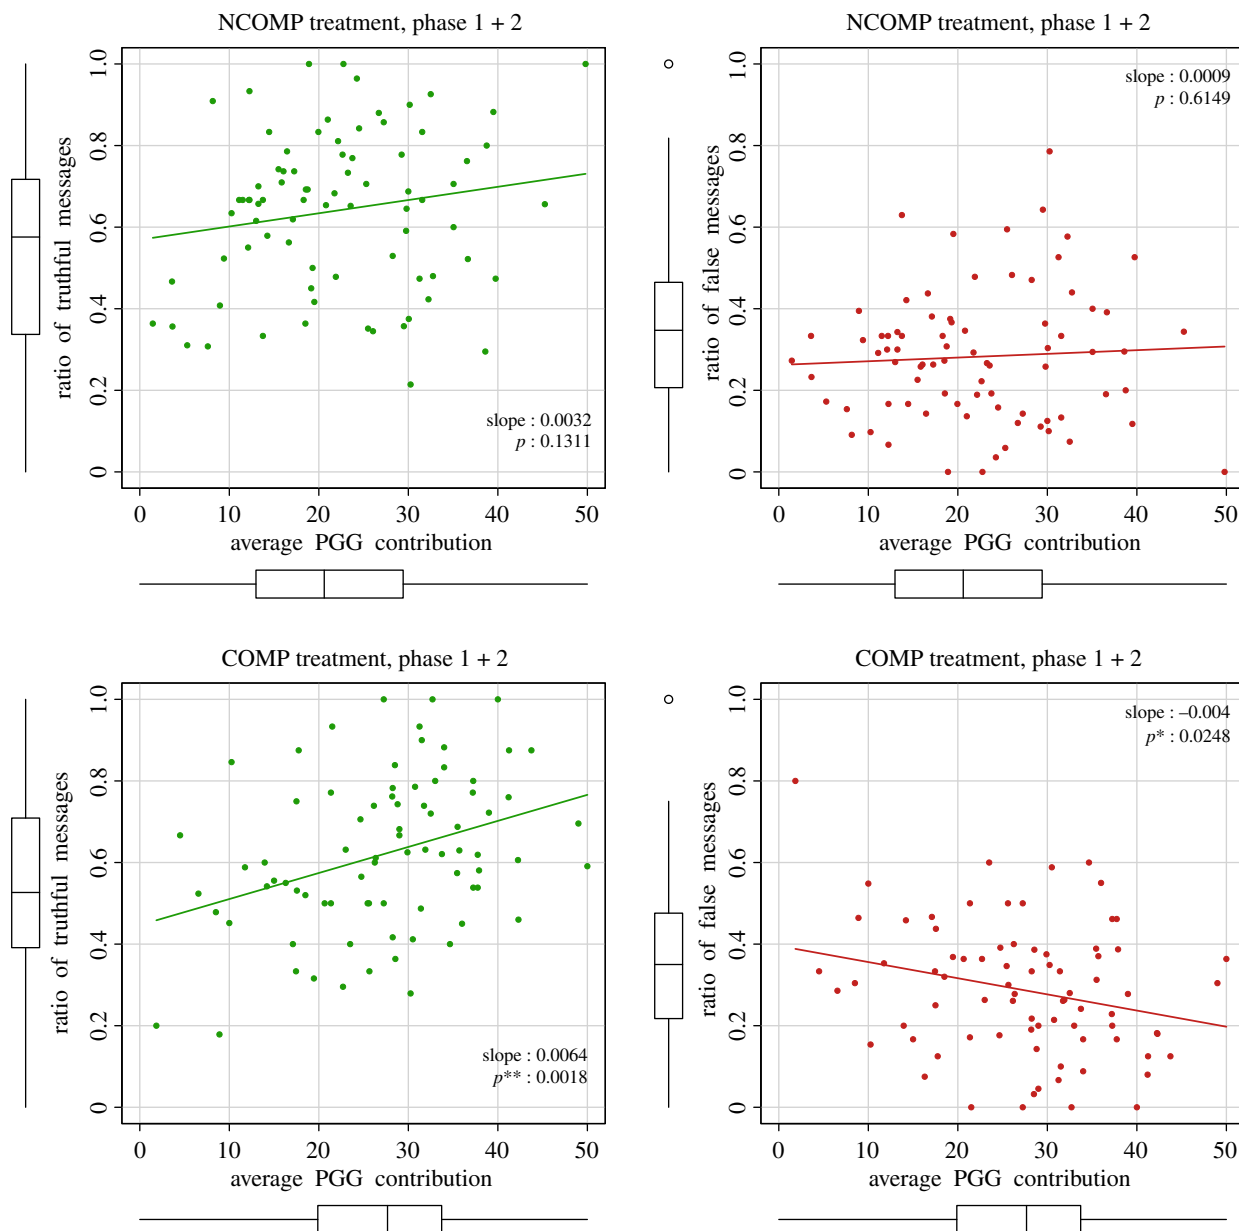 NCOMP treatment, phase 1 + 2
ratio of truthful messages
1.0
0.8
0.6
0.4
0.2
0
slope : 0.0032
p : 0.1311
0 10 20 30 40 50
average PGG contribution
NCOMP treatment, phase 1 + 2
ratio of false messages
1.0
0.8
0.6
0.4
0.2
0
slope : 0.0009
p : 0.6149
0 10 20 30 40 50
average PGG contribution
COMP treatment, phase 1 + 2
ratio of truthful messages
1.0
0.8
0.6
0.4
0.2
0
slope : 0.0064
p** : 0.0018
0 10 20 30 40 50
average PGG contribution
COMP treatment, phase 1 + 2
ratio of false messages
1.0
0.8
0.6
0.4
0.2
0
slope : –0.004
p* : 0.0248
0 10 20 30 40 50
average PGG contribution